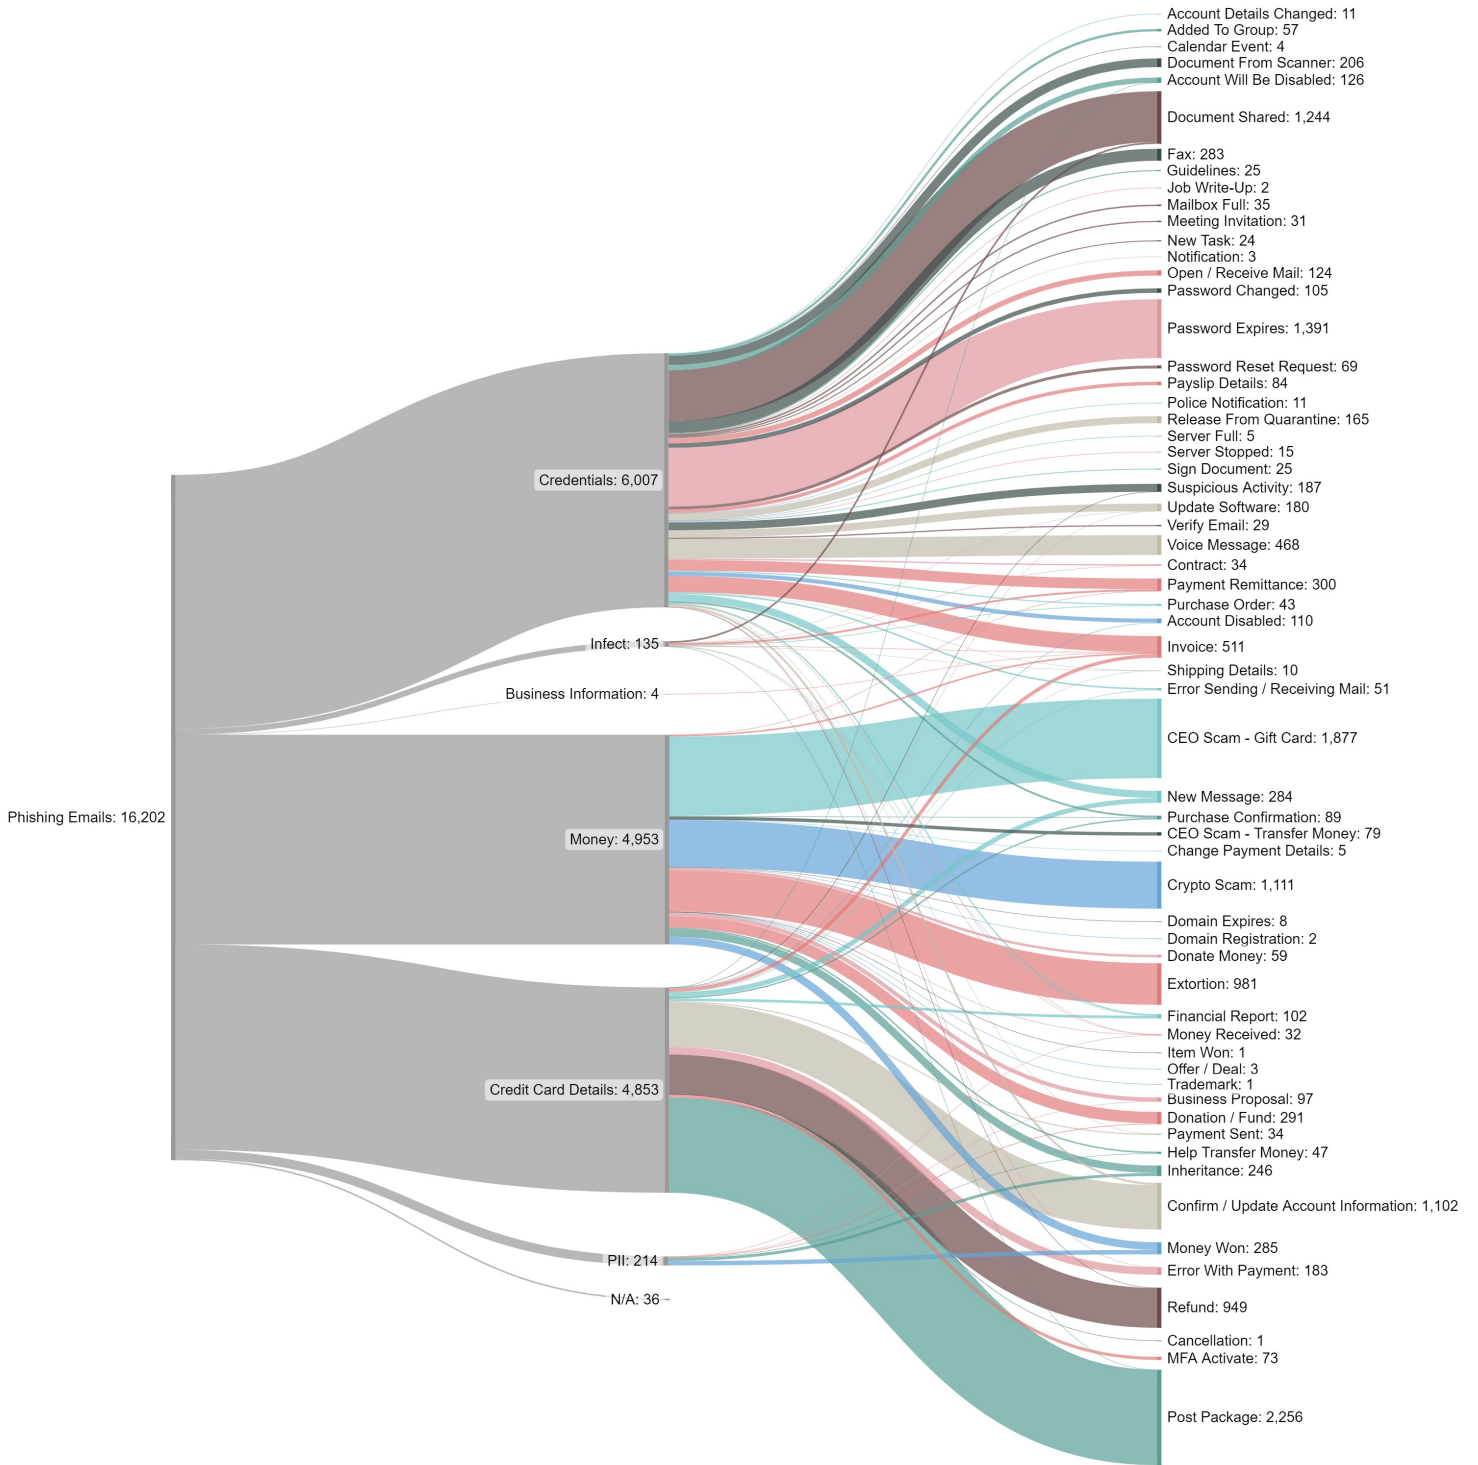 Phishing Emails: 16,202
Credentials: 6,007
Infect: 135
Business Information: 4
Money: 4,953
Credit Card Details: 4,853
PII: 214
N/A: 36
Account Details Changed: 11
Added To Group: 57
Calendar Event: 4
Document From Scanner: 206
Account Will Be Disabled: 126
Document Shared: 1,244
Fax: 283
Guidelines: 25
Job Write-Up: 2
Mailbox Full: 35
Meeting Invitation: 31
New Task: 24
Notification: 3
Open / Receive Mail: 124
Password Changed: 105
Password Expires: 1,391
Password Reset Request: 69
Payslip Details: 84
Police Notification: 11
Release From Quarantine: 165
Server Full: 5
Server Stopped: 15
Sign Document: 25
Suspicious Activity: 187
Update Software: 180
Verify Email: 29
Voice Message: 468
Contract: 34
Payment Remittance: 300
Purchase Order: 43
Account Disabled: 110
Invoice: 511
Shipping Details: 10
Error Sending / Receiving Mail: 51
CEO Scam - Gift Card: 1,877
New Message: 284
Purchase Confirmation: 89
CEO Scam - Transfer Money: 79
Change Payment Details: 5
Crypto Scam: 1,111
Domain Expires: 8
Domain Registration: 2
Donate Money: 59
Extortion: 981
Financial Report: 102
Money Received: 32
Item Won: 1
Offer / Deal: 3
Trademark: 1
Business Proposal: 97
Donation / Fund: 291
Payment Sent: 34
Help Transfer Money: 47
Inheritance: 246
Confirm / Update Account Information: 1,102
Money Won: 285
Error With Payment: 183
Refund: 949
Cancellation: 1
MFA Activate: 73
Post Package: 2,256